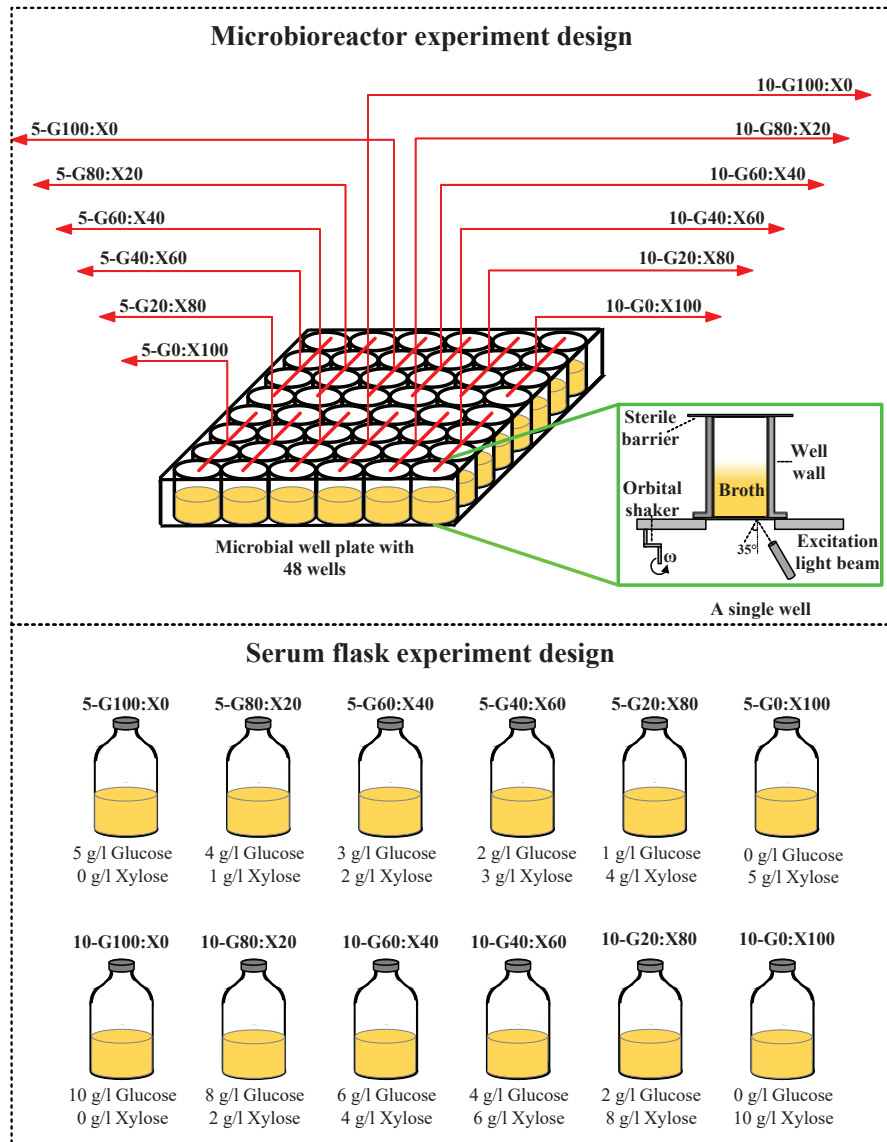 Microbioreactor experiment design
10-G100:X0
5-G100:X0
10-G80:X20
5-G80:X20
10-G60:X40
5-G60:X40
10-G40:X60
5-G40:X60
10-G20:X80
5-G20:X80
10-G0:X100
5-G0:X100
Sterile
barrier
Well
wall
Broth
Orbital
shaker
ω
35°
Excitation
light beam
Microbial well plate with
48 wells
A single well
Serum flask experiment design
5-G100:X0 5-G80:X20 5-G60:X40 5-G40:X60 5-G20:X80 5-G0:X100
5 g/l Glucose 4 g/l Glucose 3 g/l Glucose 2 g/l Glucose 1 g/l Glucose 0 g/l Glucose
0 g/l Xylose 1 g/l Xylose 2 g/l Xylose 3 g/l Xylose 4 g/l Xylose 5 g/l Xylose
10-G100:X0 10-G80:X20 10-G60:X40 10-G40:X60 10-G20:X80 10-G0:X100
10 g/l Glucose 8 g/l Glucose 6 g/l Glucose 4 g/l Glucose 2 g/l Glucose 0 g/l Glucose
0 g/l Xylose 2 g/l Xylose 4 g/l Xylose 6 g/l Xylose 8 g/l Xylose 10 g/l Xylose